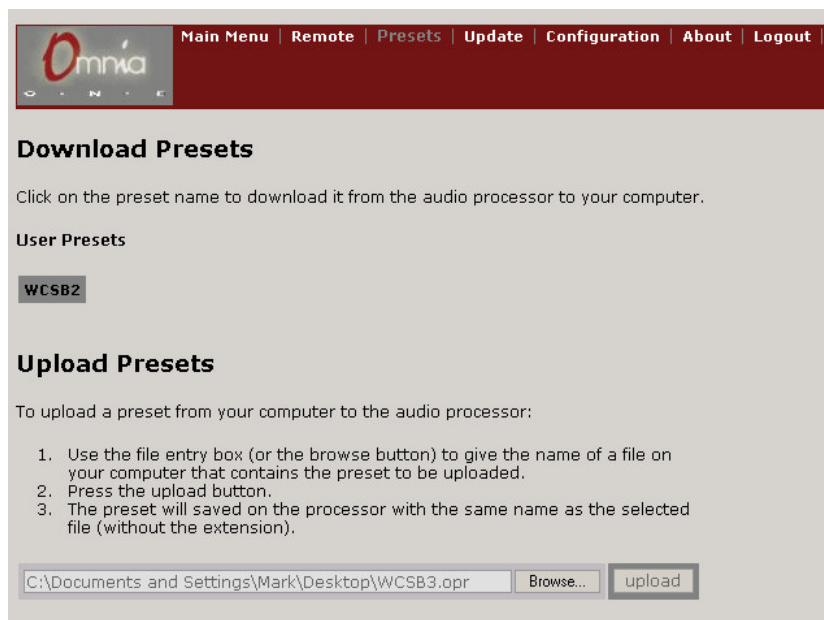 Omnia
O · N · E
Main Menu | Remote | Presets | Update | Configuration | About | Logout |
Download Presets
Click on the preset name to download it from the audio processor to your computer.
User Presets
WCSB2
Upload Presets
To upload a preset from your computer to the audio processor:
1. Use the file entry box (or the browse button) to give the name of a file on
your computer that contains the preset to be uploaded.
2. Press the upload button.
3. The preset will saved on the processor with the same name as the selected
file (without the extension).
C:\Documents and Settings\Mark\Desktop\WCSB3.opr Browse... upload